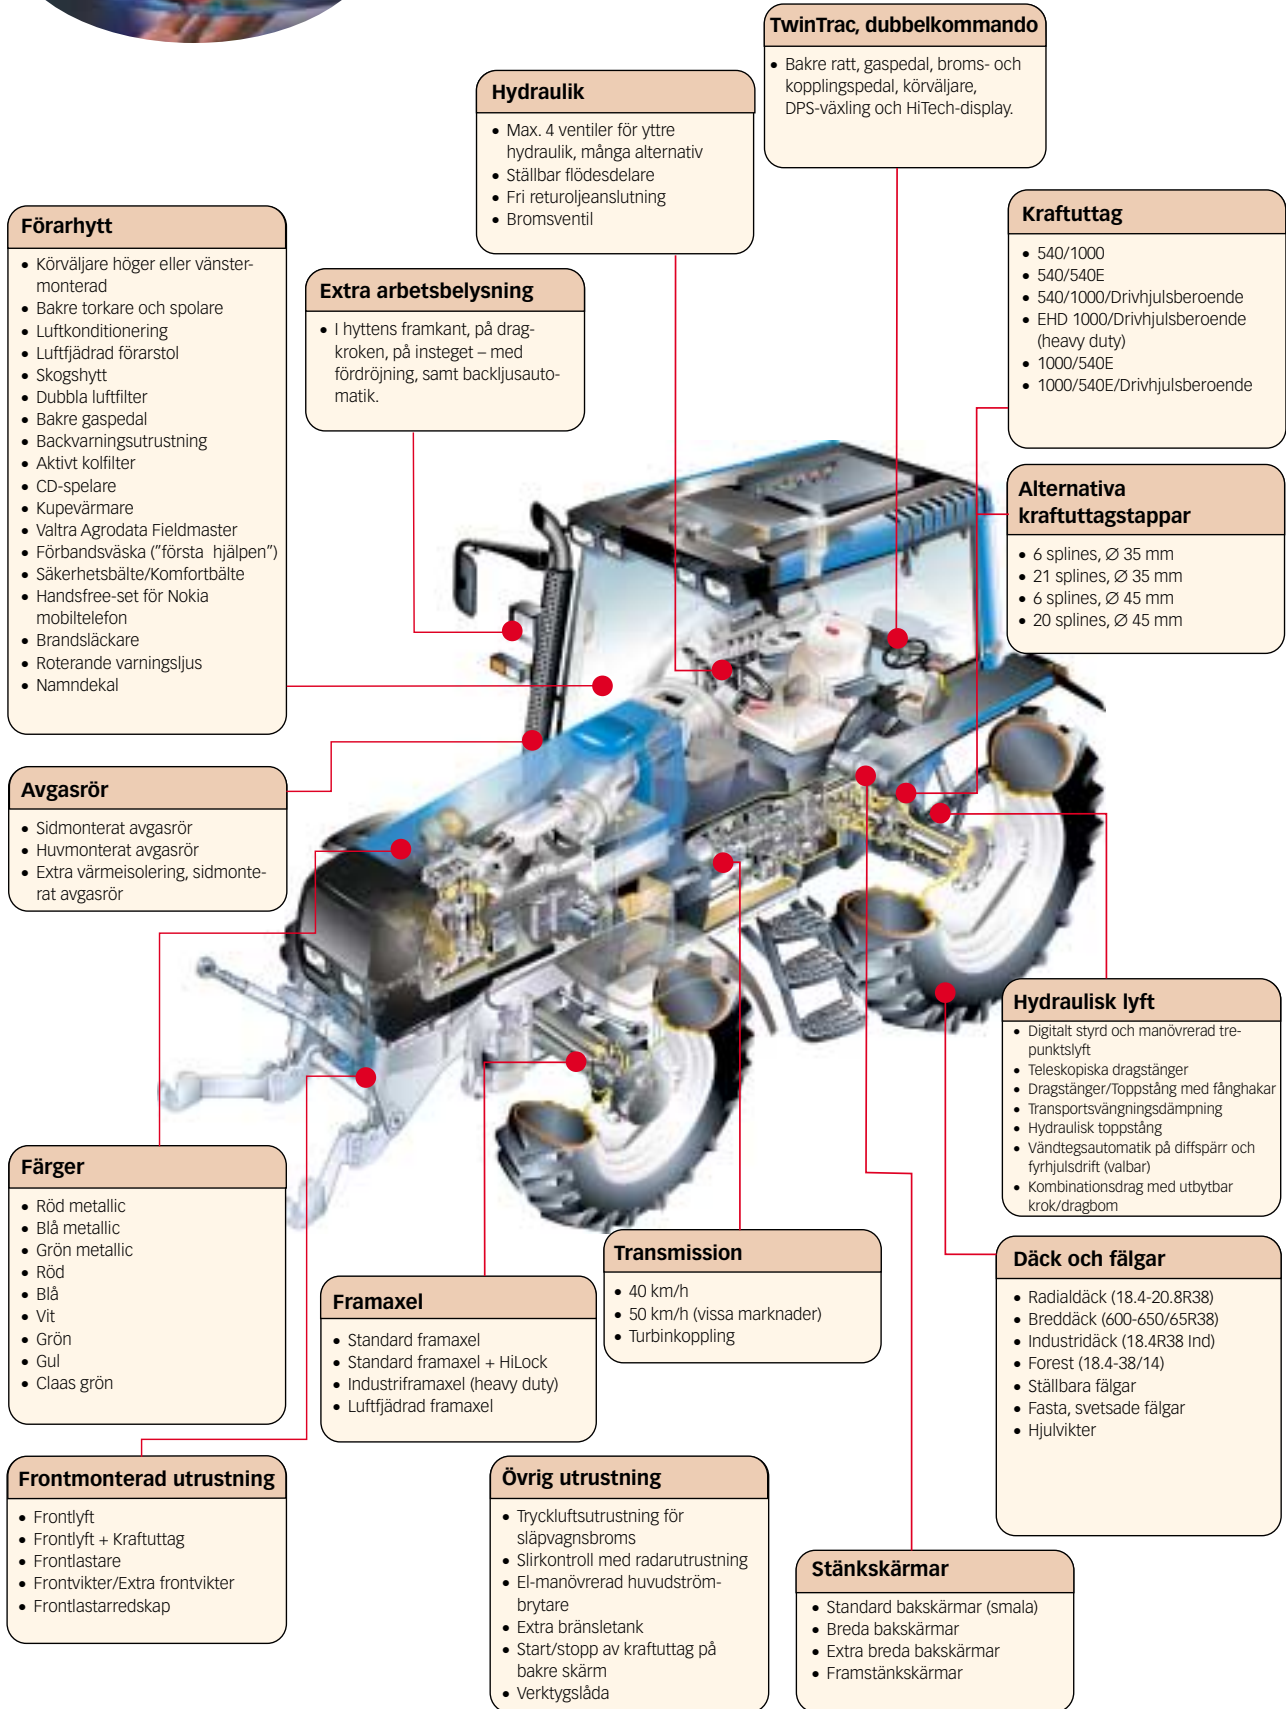 TwinTrac, dubbelkommando
• Bakre ratt, gaspedal, broms- och
kopplingspedal, körväljare,
DPS-växling och HiTech-display.
Hydraulik
• Max. 4 ventiler för yttre
hydraulik, många alternativ
• Ställbar flödesdelare
• Fri returoljeanslutning
• Bromsventil
Kraftuttag
• 540/1000
• 540/540E
• 540/1000/Drivhjulsberoende
• EHD 1000/Drivhjulsberoende
(heavy duty)
• 1000/540E
• 1000/540E/Drivhjulsberoende
Förarhytt
• Körväljare höger eller vänster-
monterad
• Bakre torkare och spolare
• Luftkonditionering
• Luftfjädrad förarstol
• Skogshytt
• Dubbla luftfilter
• Bakre gaspedal
• Backvarningsutrustning
• Aktivt kolfilter
• CD-spelare
• Kupevärmare
• Valtra Agrodata Fieldmaster
• Förbandsväska (”första hjälpen”)
• Säkerhetsbälte/Komfortbälte
• Handsfree-set för Nokia
mobiltelefon
• Brandsläckare
• Roterande varningsljus
• Namndekal
Extra arbetsbelysning
• I hyttens framkant, på drag-
kroken, på insteget – med
fördröjning, samt backljusauto-
matik.
Alternativa
kraftuttagstappar
• 6 splines, Ø 35 mm
• 21 splines, Ø 35 mm
• 6 splines, Ø 45 mm
• 20 splines, Ø 45 mm
Avgasrör
• Sidmonterat avgasrör
• Huvmonterat avgasrör
• Extra värmeisolering, sidmonte-
rat avgasrör
Hydraulisk lyft
• Digitalt styrd och manövrerad tre-
punktslyft
• Teleskopiska dragstänger
• Dragstänger/Toppstång med fånghakar
• Transportsvängningsdämpning
• Hydraulisk toppstång
• Vändtegsautomatik på diffspärr och
fyrhjulsdrift (valbar)
• Kombinationsdrag med utbytbar
krok/dragbom
Färger
• Röd metallic
• Blå metallic
• Grön metallic
• Röd
• Blå
• Vit
• Grön
• Gul
• Claas grön
Transmission
• 40 km/h
• 50 km/h (vissa marknader)
• Turbinkoppling
Framaxel
• Standard framaxel
• Standard framaxel + HiLock
• Industriframaxel (heavy duty)
• Luftfjädrad framaxel
Däck och fälgar
• Radialdäck (18.4-20.8R38)
• Breddäck (600-650/65R38)
• Industridäck (18.4R38 Ind)
• Forest (18.4-38/14)
• Ställbara fälgar
• Fasta, svetsade fälgar
• Hjulvikter
Frontmonterad utrustning
• Frontlyft
• Frontlyft + Kraftuttag
• Frontlastare
• Frontvikter/Extra frontvikter
• Frontlastarredskap
Övrig utrustning
• Tryckluftsutrustning för
släpvagnsbroms
• Slirkontroll med radarutrustning
• El-manövrerad huvudström-
brytare
• Extra bränsletank
• Start/stopp av kraftuttag på
bakre skärm
• Verktygslåda
Stänkskärmar
• Standard bakskärmar (smala)
• Breda bakskärmar
• Extra breda bakskärmar
• Framstänkskärmar